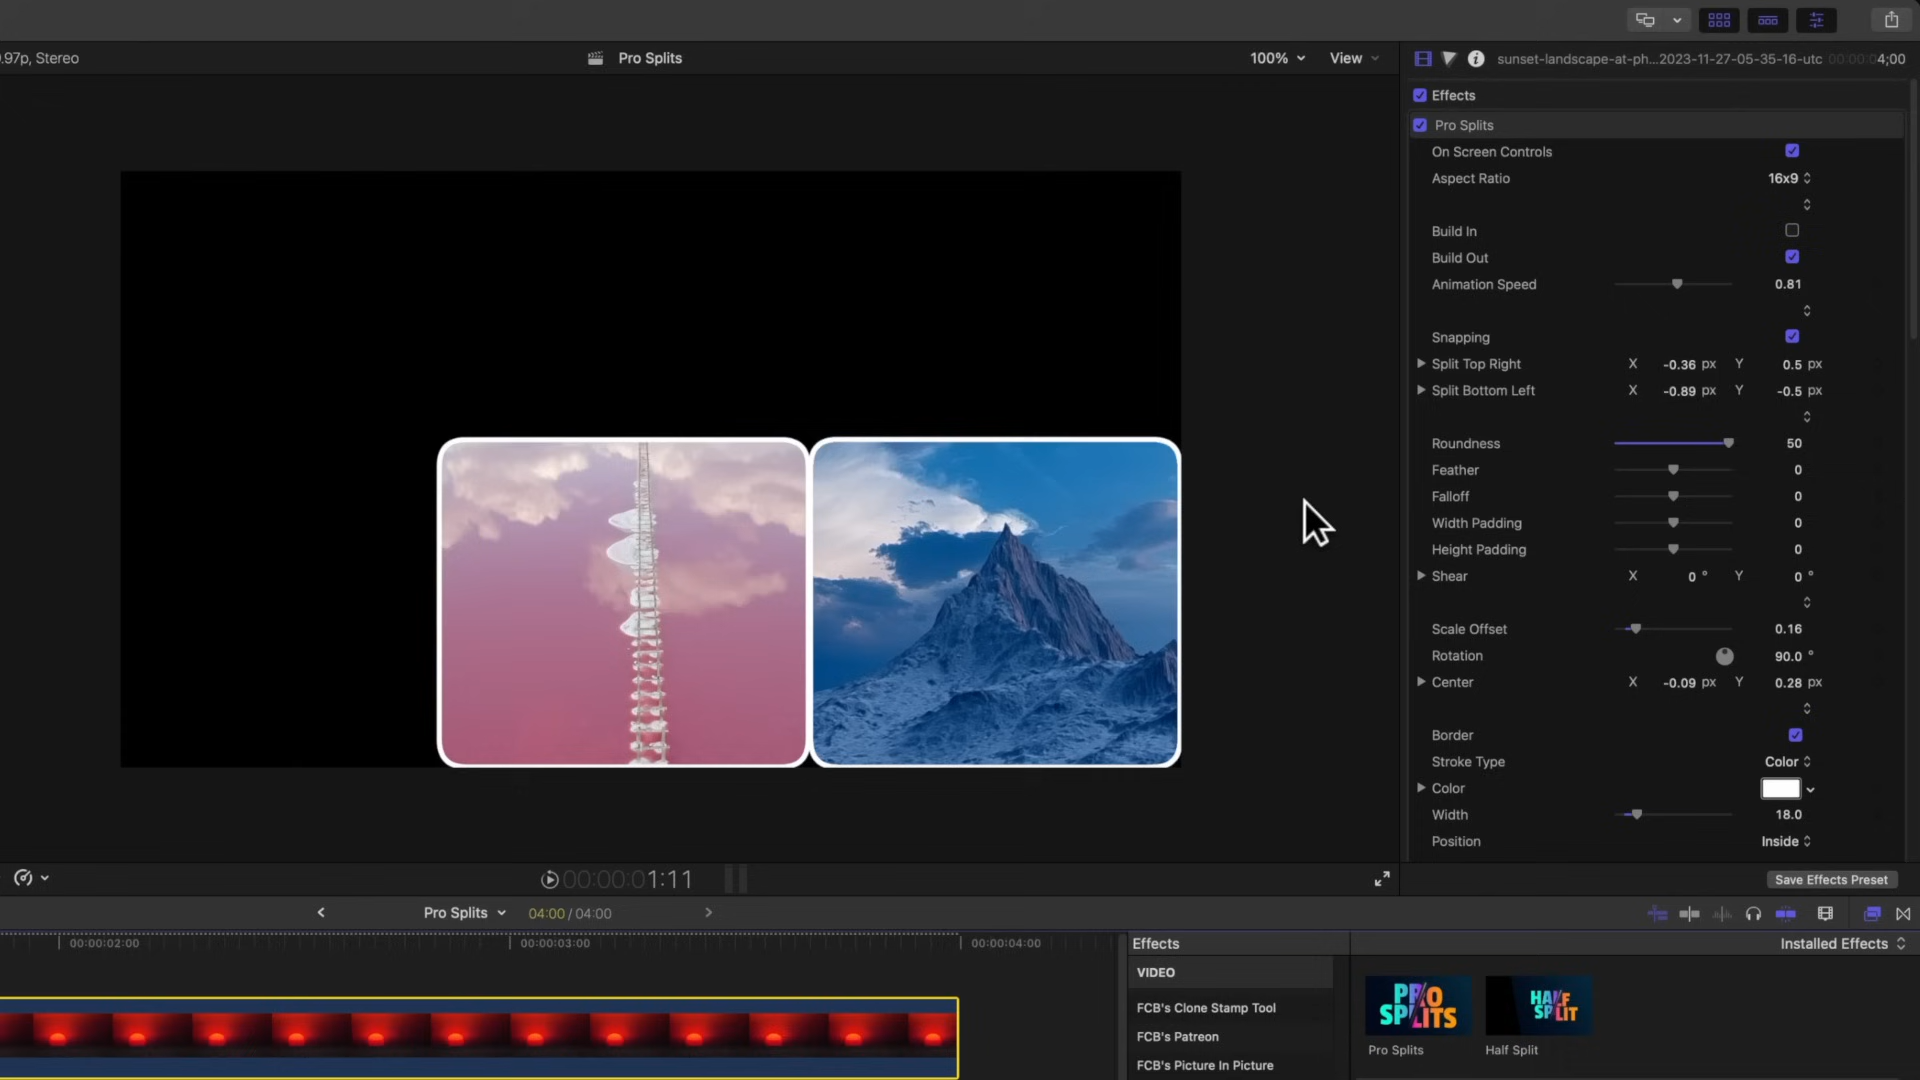 .97p, Stereo
Pro Splits
100%
View
sunset-landscape-at-ph...2023-11-27-05-35-16-utc
00:00:04;00
Effects
Pro Splits
On Screen Controls
Aspect Ratio
16x9
Build In
Build Out
Animation Speed
0.81
Snapping
Split Top Right X -0.36 px Y 0.5 px
Split Bottom Left X -0.89 px Y -0.5 px
Roundness 50
Feather 0
Falloff 0
Width Padding 0
Height Padding 0
Shear X 0 ° Y 0 °
Scale Offset 0.16
Rotation 90.0 °
Center X -0.09 px Y 0.28 px
Border
Stroke Type Color
Color
Width 18.0
Position Inside
00:00:01:11
Save Effects Preset
Pro Splits
04:00 / 04:00
00:00:02:00
00:00:03:00
00:00:04:00
Effects
Installed Effects
VIDEO
FCB's Clone Stamp Tool
FCB's Patreon
FCB's Picture In Picture
PRO
SPLITS
Pro Splits
HALF
SPLIT
Half Split